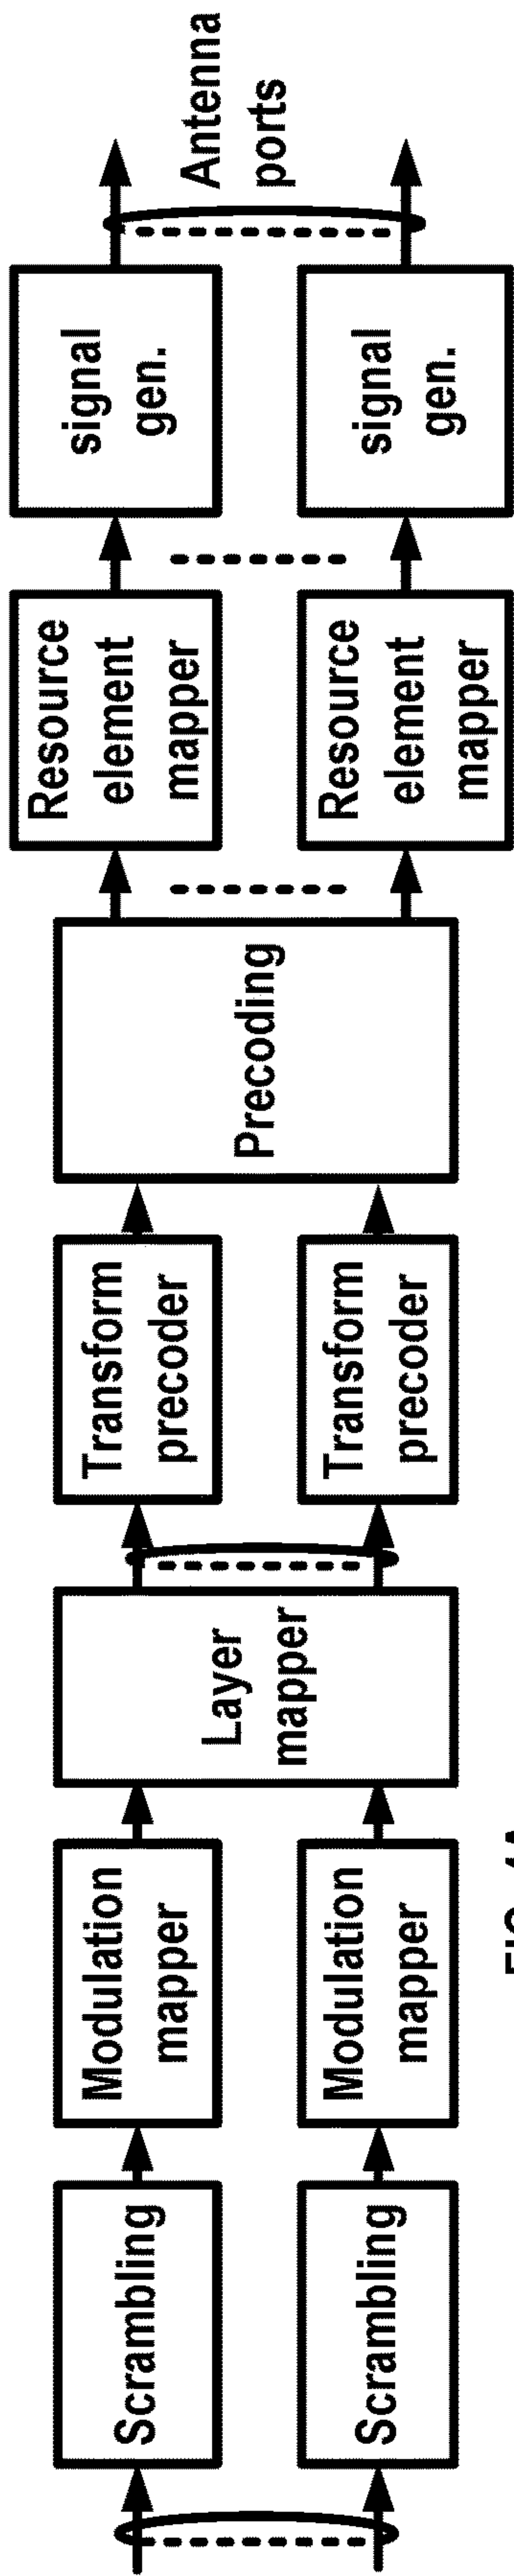 Scrambling
Scrambling
Modulation
mapper
Modulation
mapper
Layer
mapper
Transform
precoder
Transform
precoder
Precoding
Resource
element
mapper
Resource
element
mapper
signal
gen.
signal
gen.
Antenna
ports